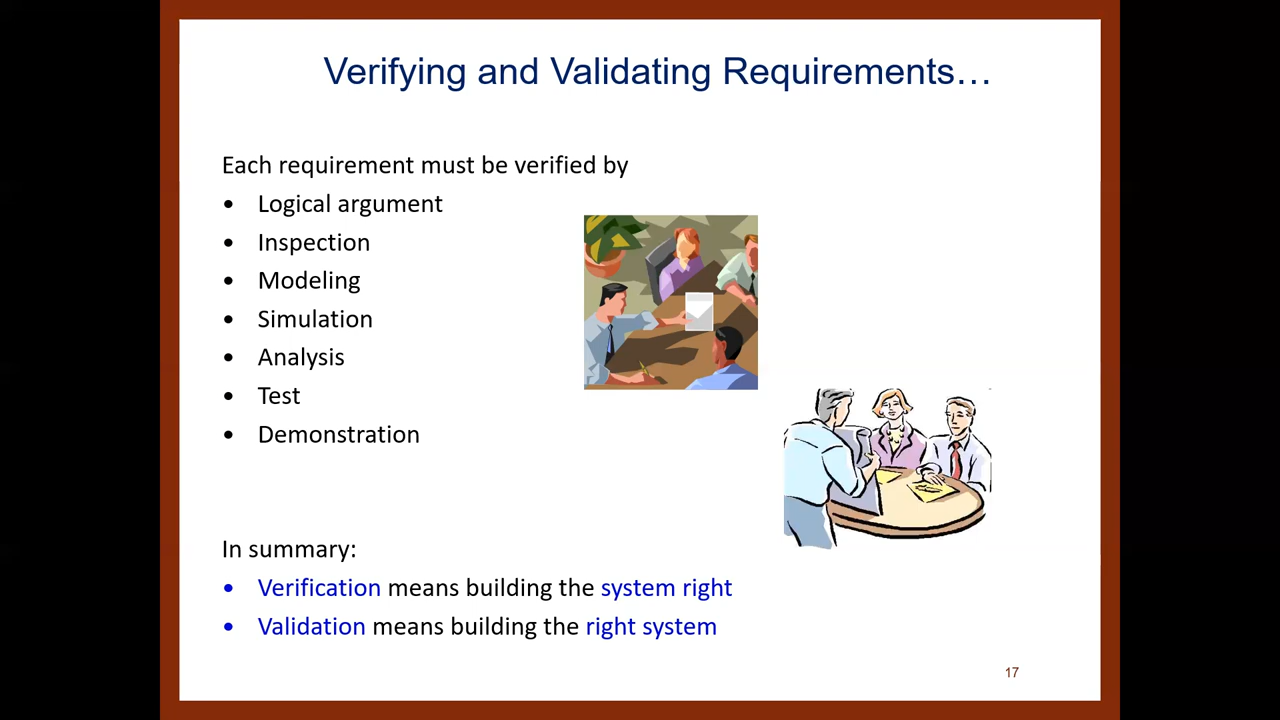 Verifying and Validating Requirements…
Each requirement must be verified by
• Logical argument
• Inspection
• Modeling
• Simulation
• Analysis
• Test
• Demonstration
In summary:
• Verification means building the system right
• Validation means building the right system
17